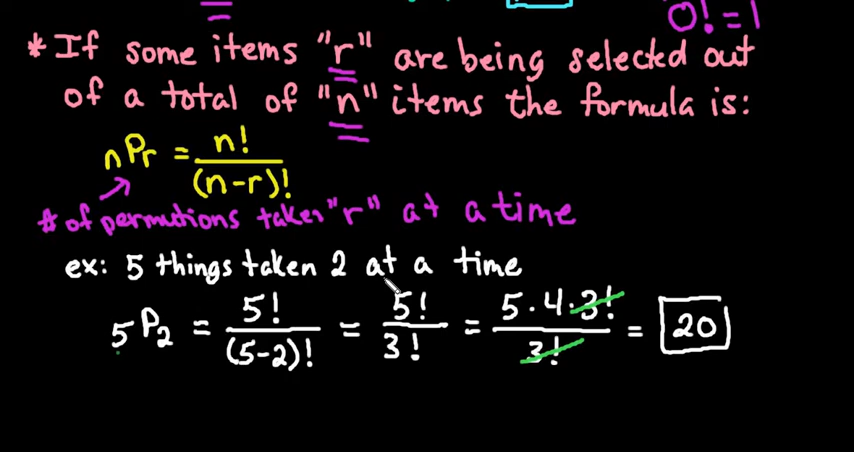 0! = 1
* If some items "r" are being selected out
of a total of "n" items the formula is:
nPr = n! / (n-r)!
# of permutions taken "r" at a time
ex: 5 things taken 2 at a time
5P2 = 5! / (5-2)! = 5! / 3! = 5 · 4 · 3! / 3! = 20